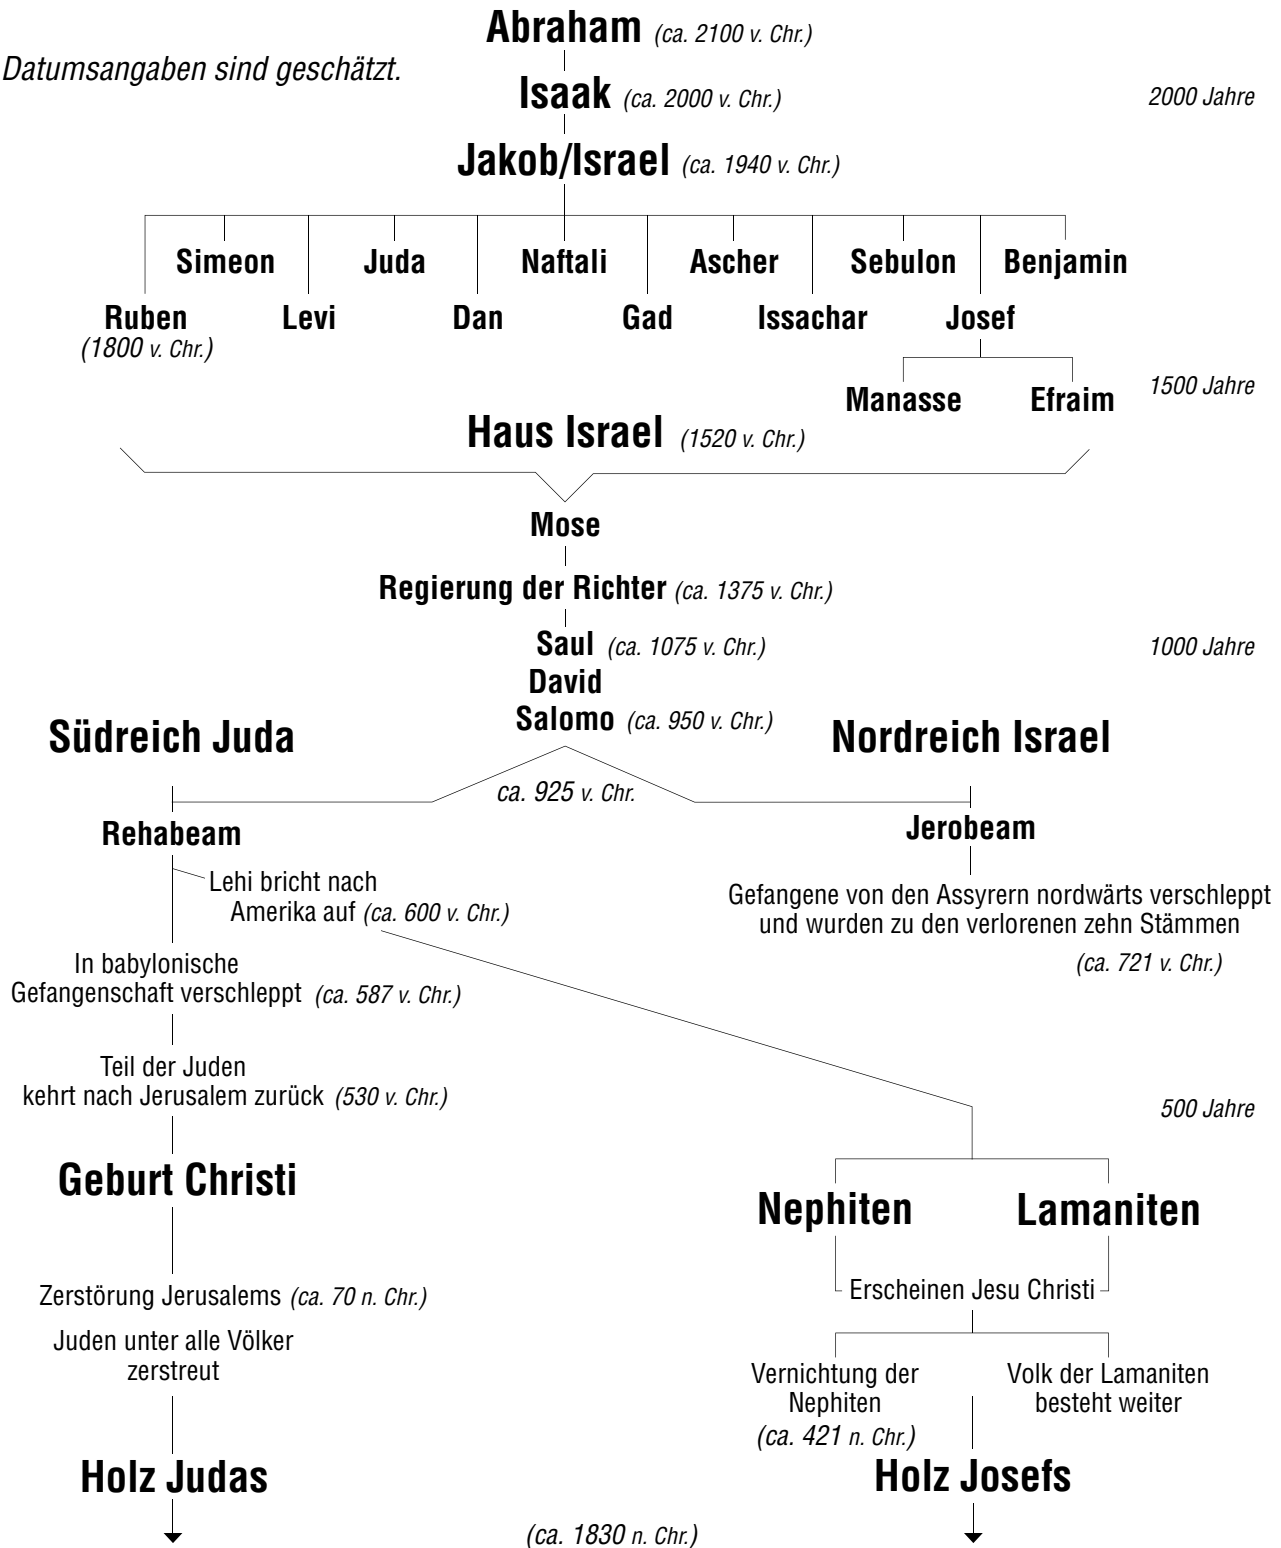 Abraham (ca. 2100 v. Chr.)
Datumsangaben sind geschätzt.
Isaak (ca. 2000 v. Chr.)
2000 Jahre
Jakob/Israel (ca. 1940 v. Chr.)
Simeon Juda Naftali Ascher Sebulon Benjamin
Ruben Levi Dan Gad Issachar Josef
(1800 v. Chr.)
1500 Jahre
Manasse Efraim
Haus Israel (1520 v. Chr.)
Mose
Regierung der Richter (ca. 1375 v. Chr.)
Saul (ca. 1075 v. Chr.)
1000 Jahre
David
Salomo (ca. 950 v. Chr.)
Südreich Juda
Nordreich Israel
ca. 925 v. Chr.
Rehabeam
Jerobeam
Lehi bricht nach
Amerika auf (ca. 600 v. Chr.)
Gefangene von den Assyrern nordwärts verschleppt
und wurden zu den verlorenen zehn Stämmen
(ca. 721 v. Chr.)
In babylonische
Gefangenschaft verschleppt (ca. 587 v. Chr.)
Teil der Juden
kehrt nach Jerusalem zurück (530 v. Chr.)
500 Jahre
Geburt Christi
Nephiten Lamaniten
Zerstörung Jerusalems (ca. 70 n. Chr.)
Erscheinen Jesu Christi
Juden unter alle Völker
zerstreut
Vernichtung der
Nephiten
(ca. 421 n. Chr.)
Volk der Lamaniten
besteht weiter
Holz Judas
Holz Josefs
(ca. 1830 n. Chr.)